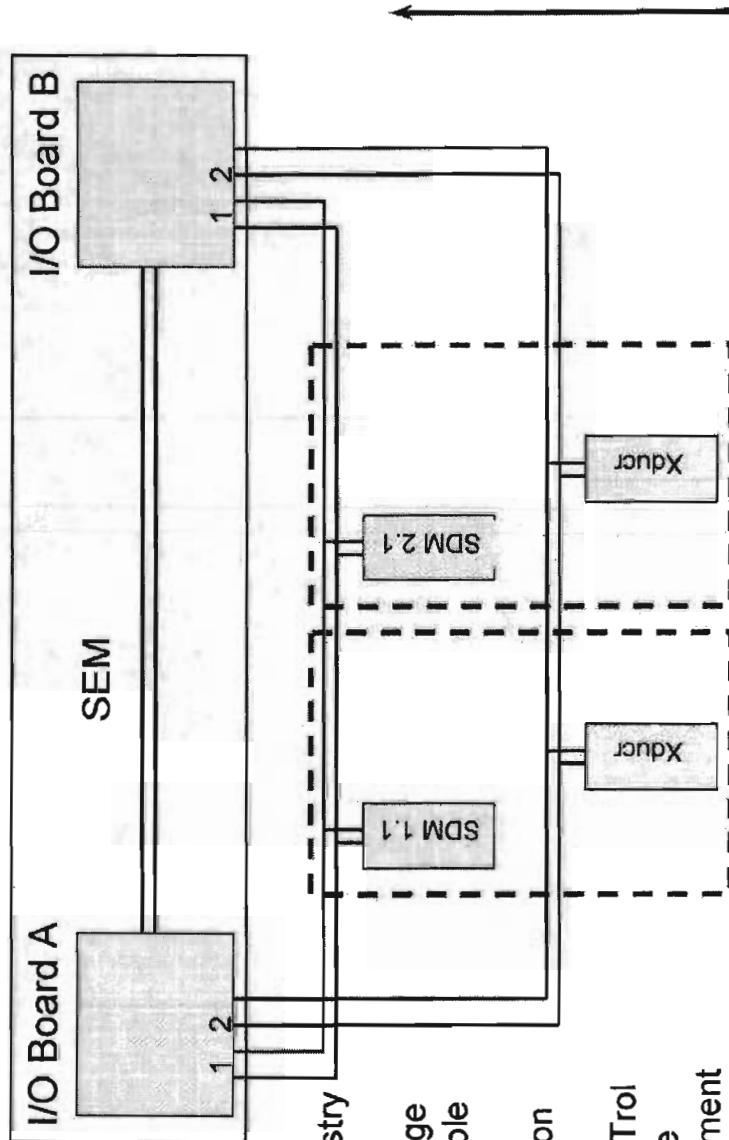 I/O Board A
SEM
I/O Board B
1 2
1 2
SDM 1.1
SDM 2.1
Xducr
Xducr
stry
ge
ole
on
Trol
e
ment